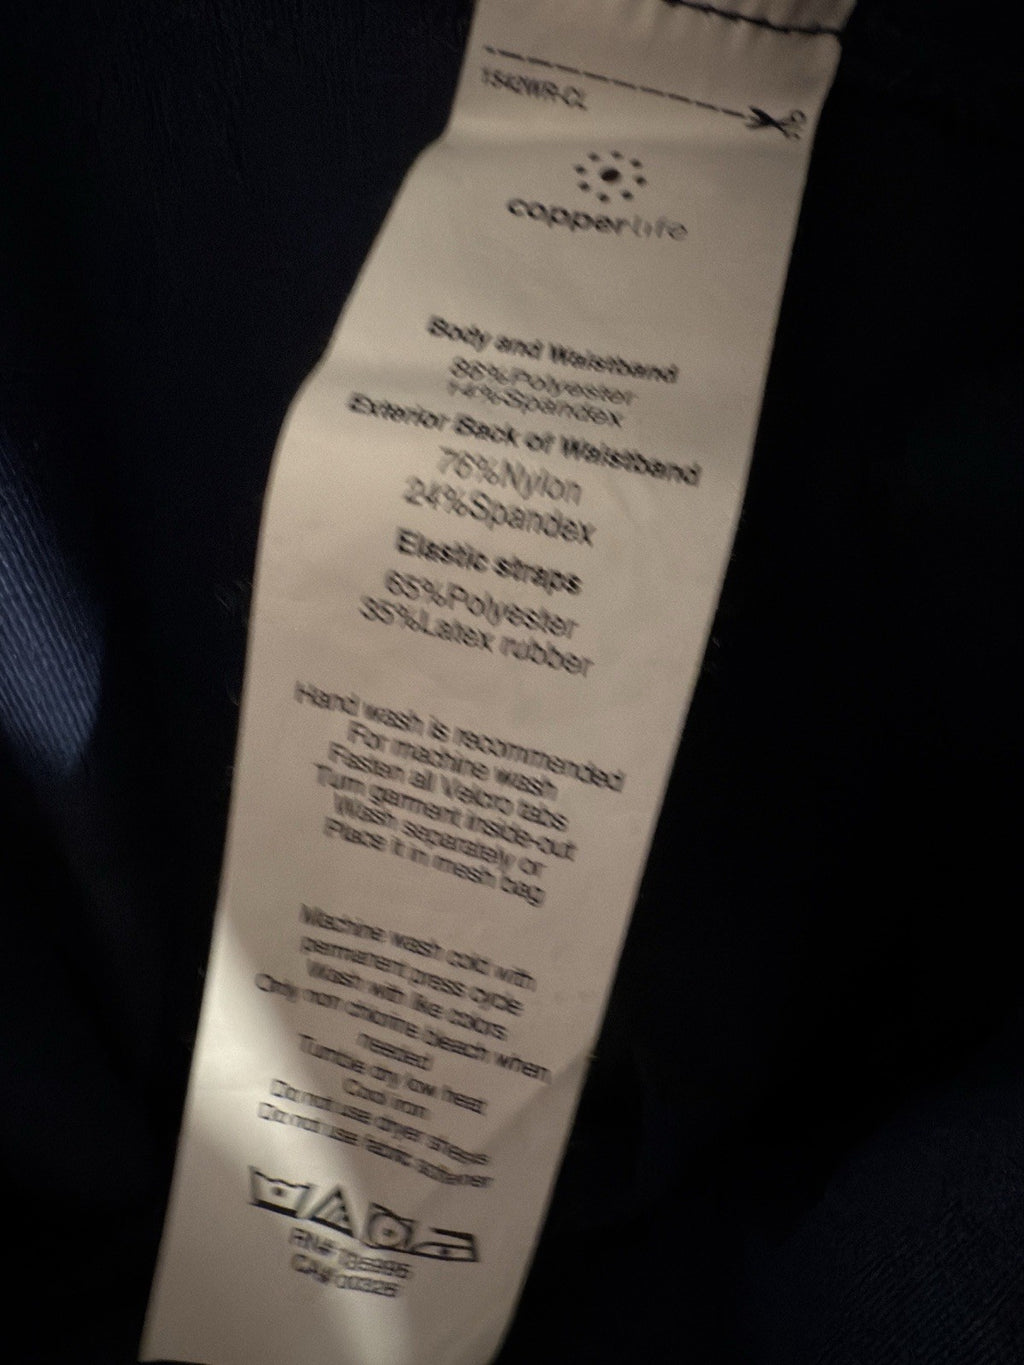 1S42WR-CL
copperlife
Body and Waistband
86%Polyester
14%Spandex
Exterior Back of Waistband
76%Nylon
24%Spandex
Elastic straps
65%Polyester
35%Latex rubber
Hand wash is recommended
For machine wash
Fasten all Velcro tabs
Turn garment inside-out
Wash separately or
Place it in mesh bag
Machine wash cold with
permanent press cycle
Wash with like colors
Only non chlorine bleach when
needed
Tumble dry low heat
Cool iron
Do not use dryer sheets
Do not use fabric softener
RN#
CA# 00326